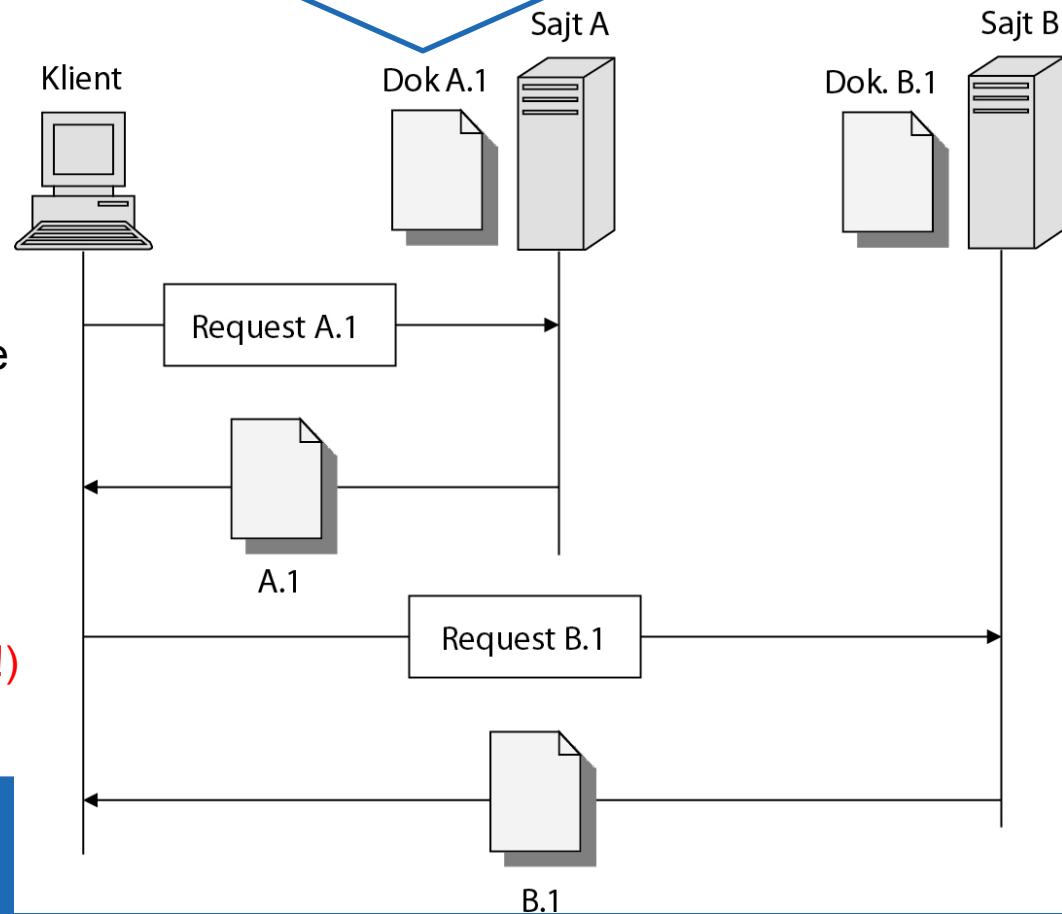 Sajt A
Sajt B
Klient
Dok A.1
Dok. B.1
Request A.1
e
A.1
Request B.1
!)
B.1